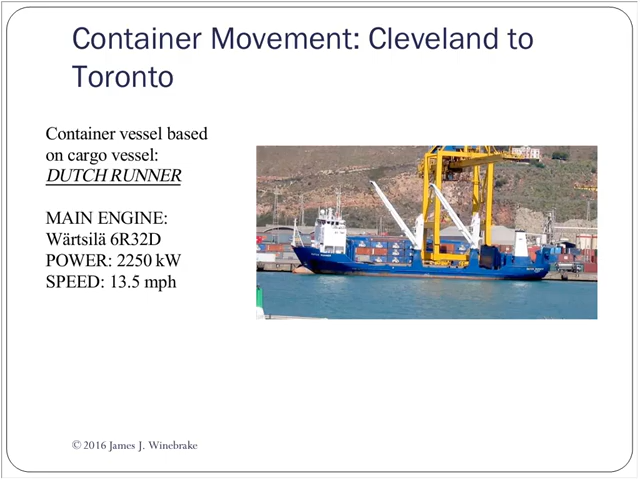 Container Movement: Cleveland to
Toronto
Container vessel based
on cargo vessel:
DUTCH RUNNER
MAIN ENGINE:
Wärtsilä 6R32D
POWER: 2250 kW
SPEED: 13.5 mph
© 2016 James J. Winebrake